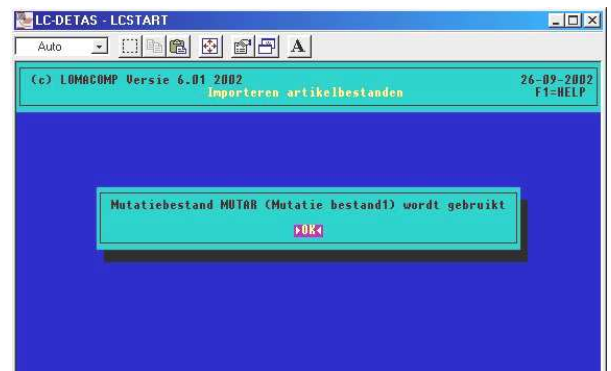 LC-DETAS - LCSTART
Auto
A
(c) LOMACOMP Versie 6.01 2002 26-09-2002
Importeren artikelbestanden F1=HELP
Mutatiebestand MUTAR (Mutatie bestand1) wordt gebruikt
OK